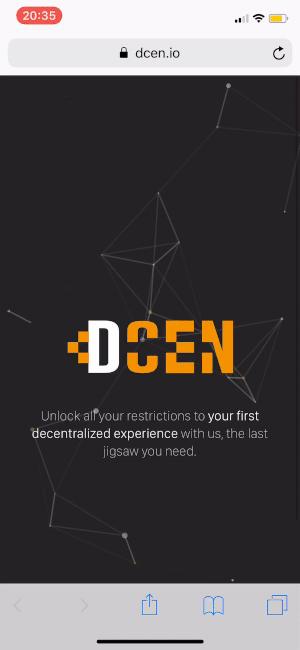 20:35
dcen.io
DCEN
Unlock all your restrictions to your first
decentralized experience with us, the last
jigsaw you need.